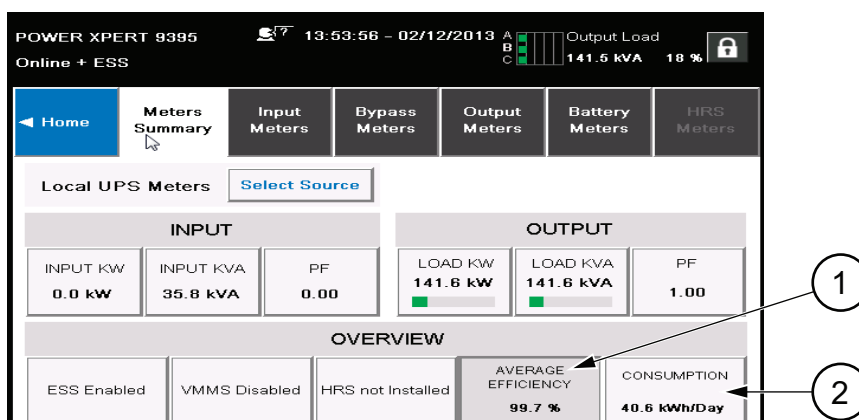 POWER XPERT 9395
? 13:53:56 - 02/12/2013
A
B
C
Output Load
Online + ESS
141.5 kVA 18 %
Home
Meters Summary
Input Meters
Bypass Meters
Output Meters
Battery Meters
HRS Meters
Local UPS Meters
Select Source
INPUT
OUTPUT
INPUT KW
0.0 kW
INPUT KVA
35.8 kVA
PF
0.00
LOAD KW
141.6 kW
LOAD KVA
141.6 kVA
PF
1.00
1
OVERVIEW
ESS Enabled
VMMS Disabled
HRS not Installed
AVERAGE
EFFICIENCY
99.7 %
CONSUMPTION
40.6 kWh/Day
2